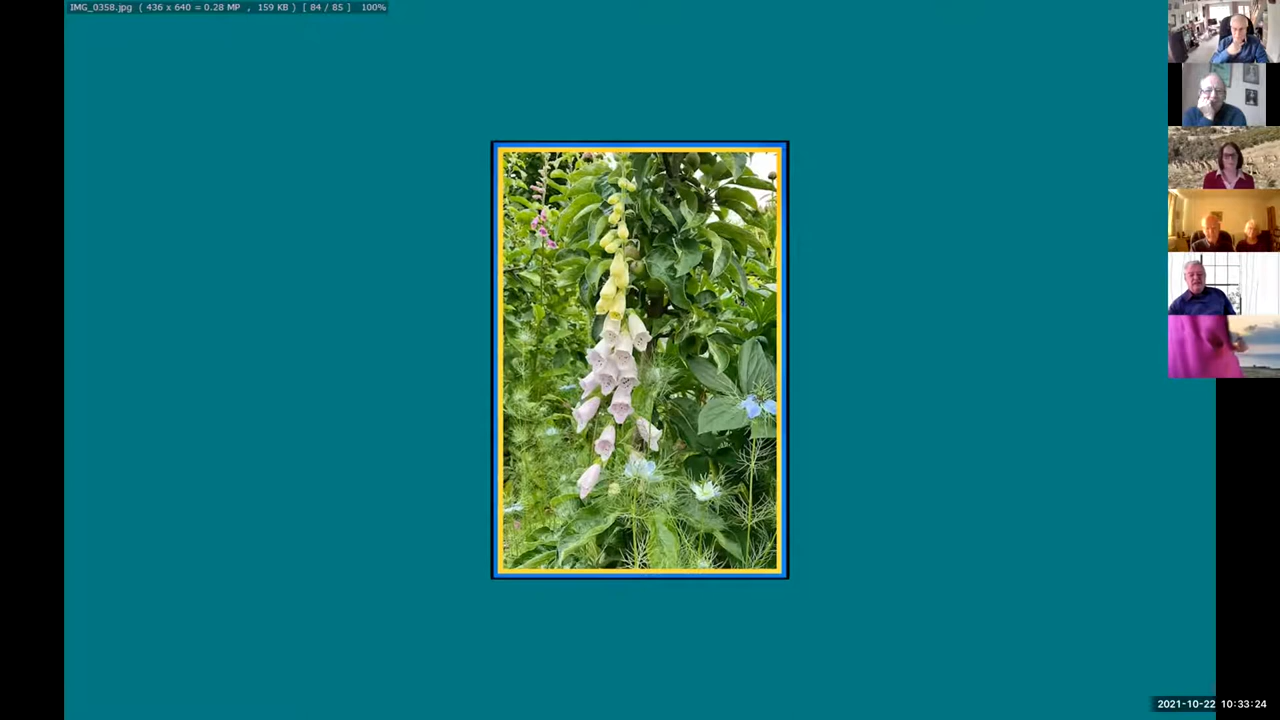 IMG_0358.jpg ( 436 x 640 = 0.28 MP , 159 KB ) [ 84 / 85 ] 100%
2021-10-22 10:33:24